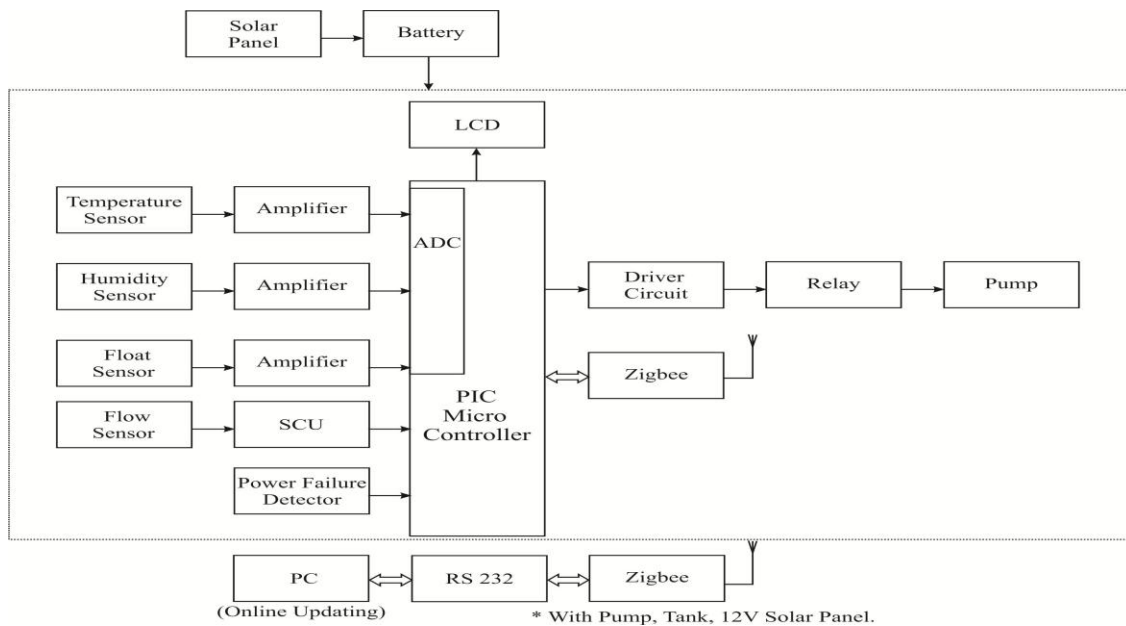 Solar
Panel
Battery
LCD
Temperature
Sensor
Amplifier
ADC
Humidity
Sensor
Amplifier
Driver
Circuit
Relay
Pump
Float
Sensor
Amplifier
Zigbee
PIC
Micro
Controller
Flow
Sensor
SCU
Power Failure
Detector
PC
RS 232
Zigbee
(Online Updating)
* With Pump, Tank, 12V Solar Panel.